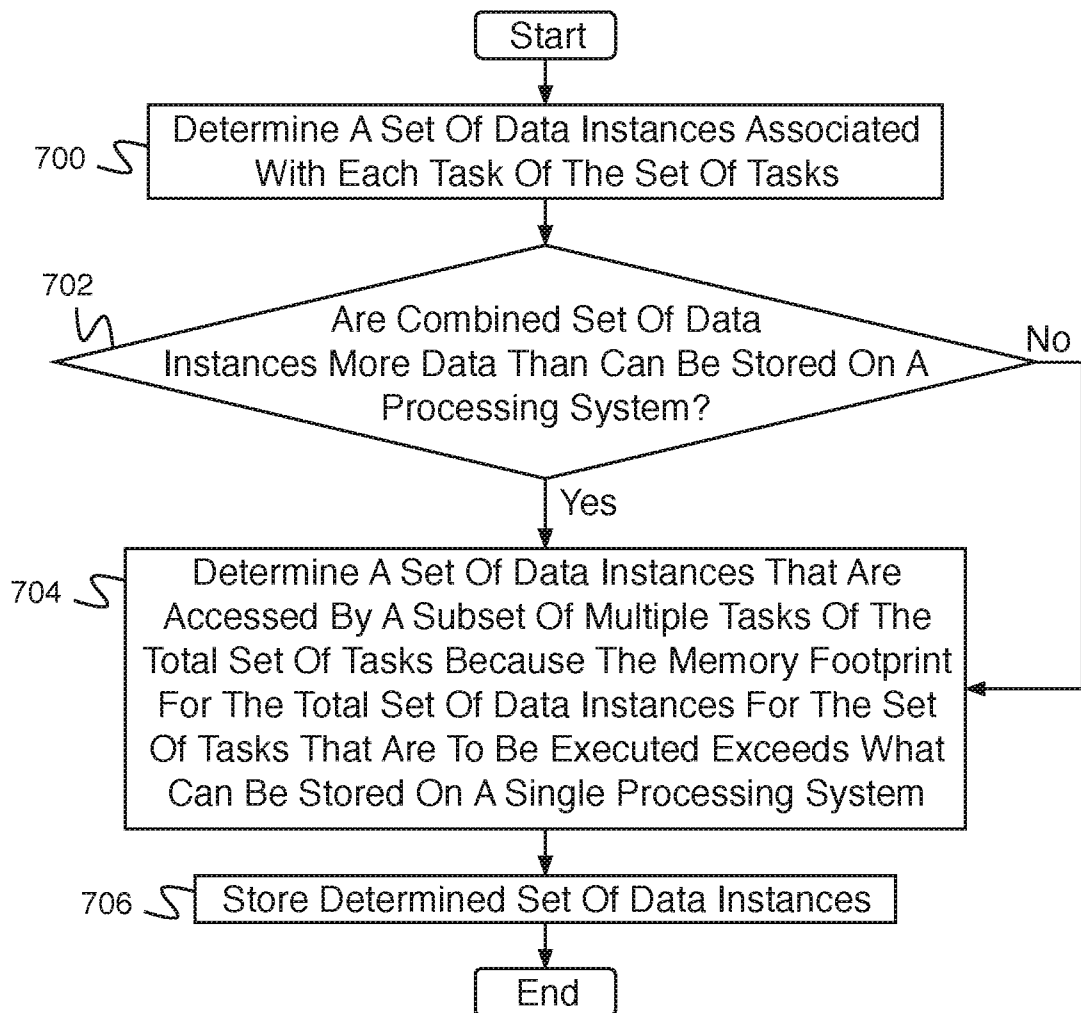 Start
700
Determine A Set Of Data Instances Associated
With Each Task Of The Set Of Tasks
702
Are Combined Set Of Data
Instances More Data Than Can Be Stored On A
Processing System?
No
Yes
704
Determine A Set Of Data Instances That Are
Accessed By A Subset Of Multiple Tasks Of The
Total Set Of Tasks Because The Memory Footprint
For The Total Set Of Data Instances For The Set
Of Tasks That Are To Be Executed Exceeds What
Can Be Stored On A Single Processing System
706
Store Determined Set Of Data Instances
End